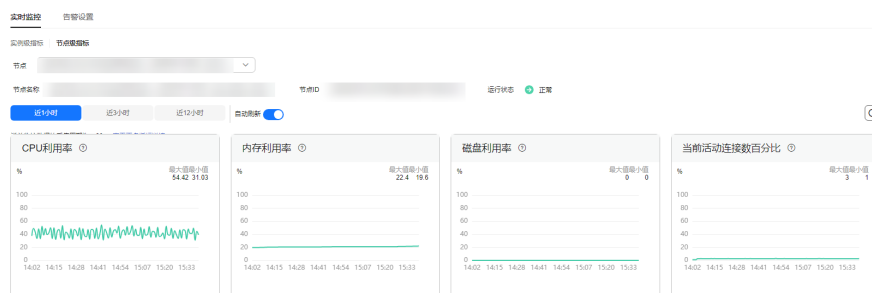 实时监控 告警设置
实例级指标 节点级指标
节点
节点名称 节点ID 运行状态 正常
近1小时 近3小时 近12小时 自动刷新
CPU利用率 内存利用率 磁盘利用率 当前活动连接数百分比
% 最大值最小值 % 最大值最小值 % 最大值最小值 % 最大值最小值
54.42 31.03 22.4 19.6 0 0 3 1
100 100 100 100
80 80 80 80
60 60 60 60
40 40 40 40
20 20 20 20
0 0 0 0
14:02 14:15 14:28 14:41 14:54 15:07 15:20 15:33 14:02 14:15 14:28 14:41 14:54 15:07 15:20 15:33 14:02 14:15 14:28 14:41 14:54 15:07 15:20 15:33 14:02 14:15 14:28 14:41 14:54 15:07 15:20 15:33